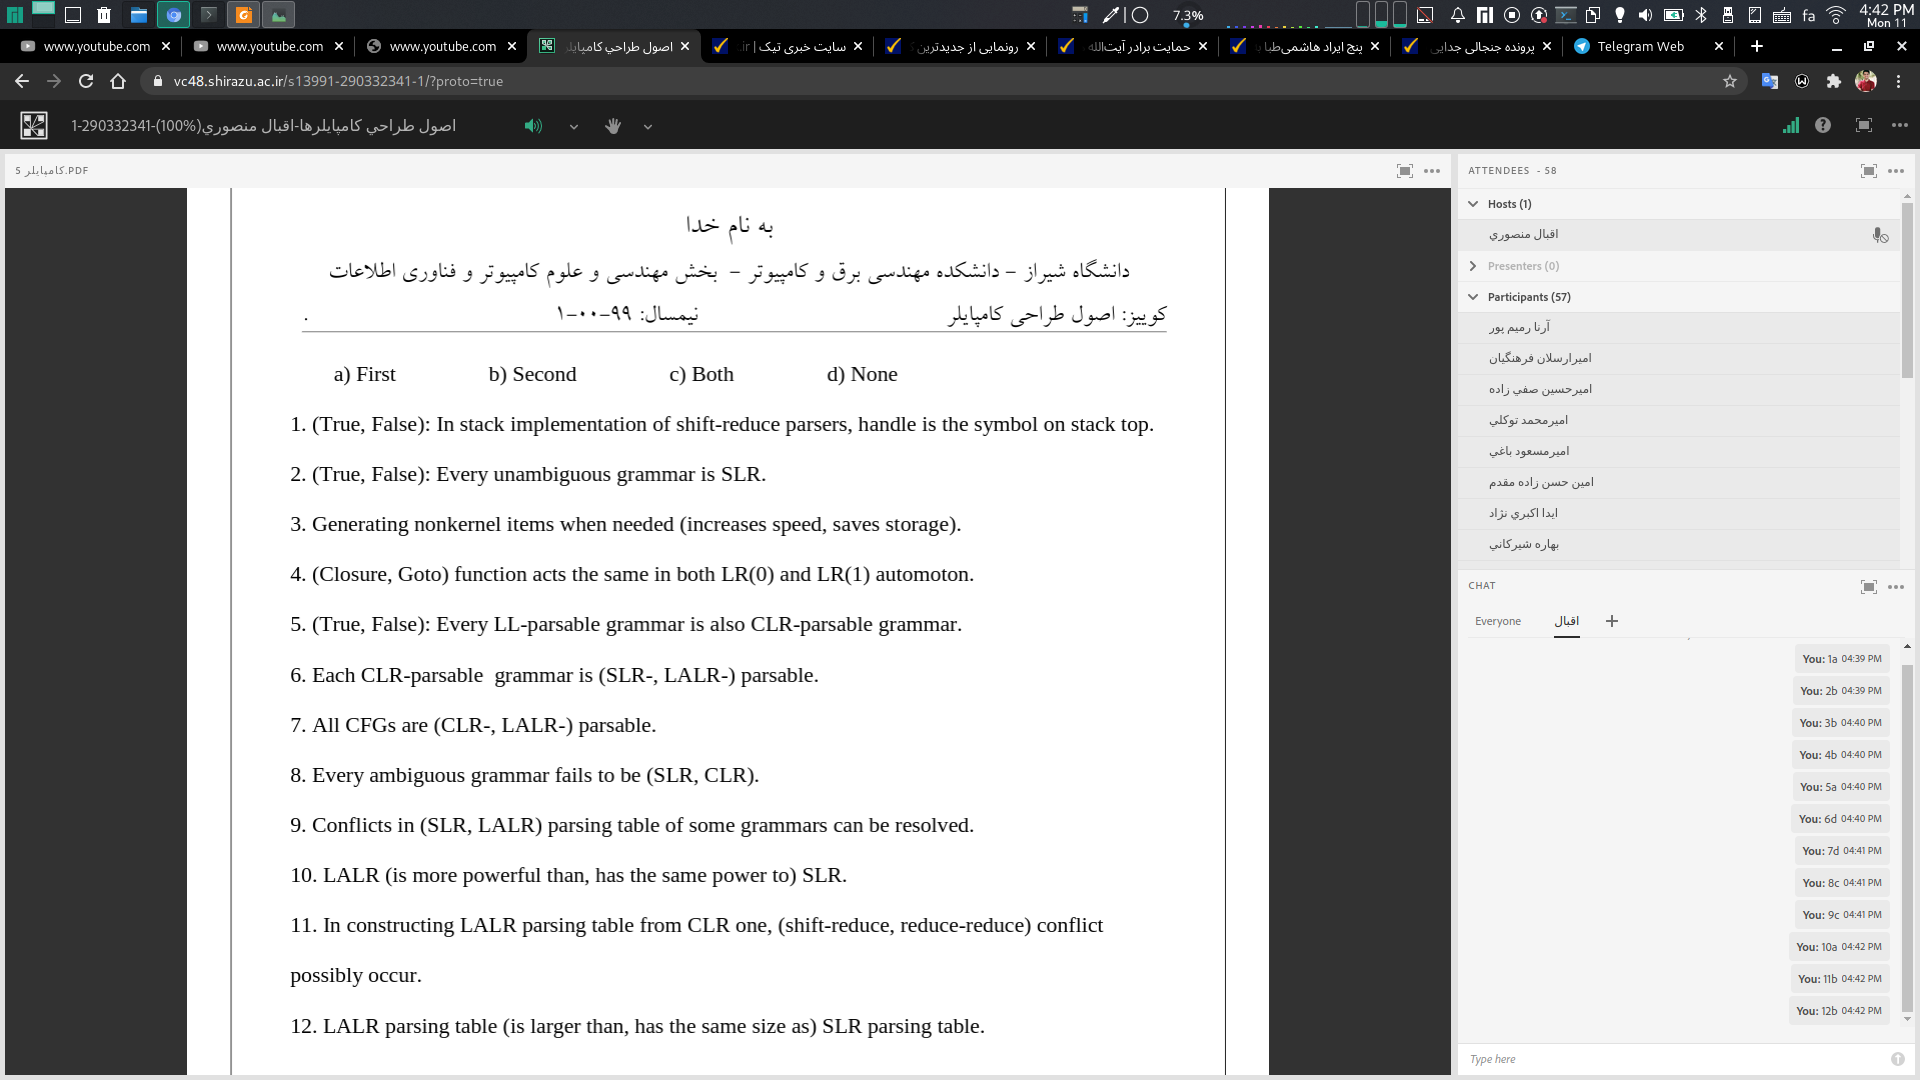 7.3%
fa
4:42 PM
Mon 11
www.youtube.com
www.youtube.com
www.youtube.com
اصول طراحي کامپایلر
سایت خبری تیک | ir.
رونمایی از جدیدترین
حمایت برادر آیت‌الله
پنج ایراد هاشمی‌طبا
پرونده جنجالی جدایی
Telegram Web
vc48.shirazu.ac.ir/s13991-290332341-1/?proto=true
اصول طراحي کامپایلرها-اقبال منصوري(100%)-290332341-1
کامپایلر 5.PDF
به نام خدا
دانشگاه شیراز – دانشکده مهندسی برق و کامپیوتر – بخش مهندسی و علوم کامپیوتر و فناوری اطلاعات
کوییز: اصول طراحی کامپایلر نیمسال: ۹۹-۰۰-۱ .
a) First b) Second c) Both d) None
1. (True, False): In stack implementation of shift-reduce parsers, handle is the symbol on stack top.
2. (True, False): Every unambiguous grammar is SLR.
3. Generating nonkernel items when needed (increases speed, saves storage).
4. (Closure, Goto) function acts the same in both LR(0) and LR(1) automoton.
5. (True, False): Every LL-parsable grammar is also CLR-parsable grammar.
6. Each CLR-parsable grammar is (SLR-, LALR-) parsable.
7. All CFGs are (CLR-, LALR-) parsable.
8. Every ambiguous grammar fails to be (SLR, CLR).
9. Conflicts in (SLR, LALR) parsing table of some grammars can be resolved.
10. LALR (is more powerful than, has the same power to) SLR.
11. In constructing LALR parsing table from CLR one, (shift-reduce, reduce-reduce) conflict
possibly occur.
12. LALR parsing table (is larger than, has the same size as) SLR parsing table.
ATTENDEES - 58
Hosts (1)
اقبال منصوري
Presenters (0)
Participants (57)
آرنا رمیم پور
امیرارسلان فرهنگیان
امیرحسین صفي زاده
امیرمحمد توکلي
امیرمسعود باغي
امین حسن زاده مقدم
ایدا اکبري نژاد
بهاره شیرکاني
CHAT
Everyone
اقبال
You: 1a 04:39 PM
You: 2b 04:39 PM
You: 3b 04:40 PM
You: 4b 04:40 PM
You: 5a 04:40 PM
You: 6d 04:40 PM
You: 7d 04:41 PM
You: 8c 04:41 PM
You: 9c 04:41 PM
You: 10a 04:42 PM
You: 11b 04:42 PM
You: 12b 04:42 PM
Type here